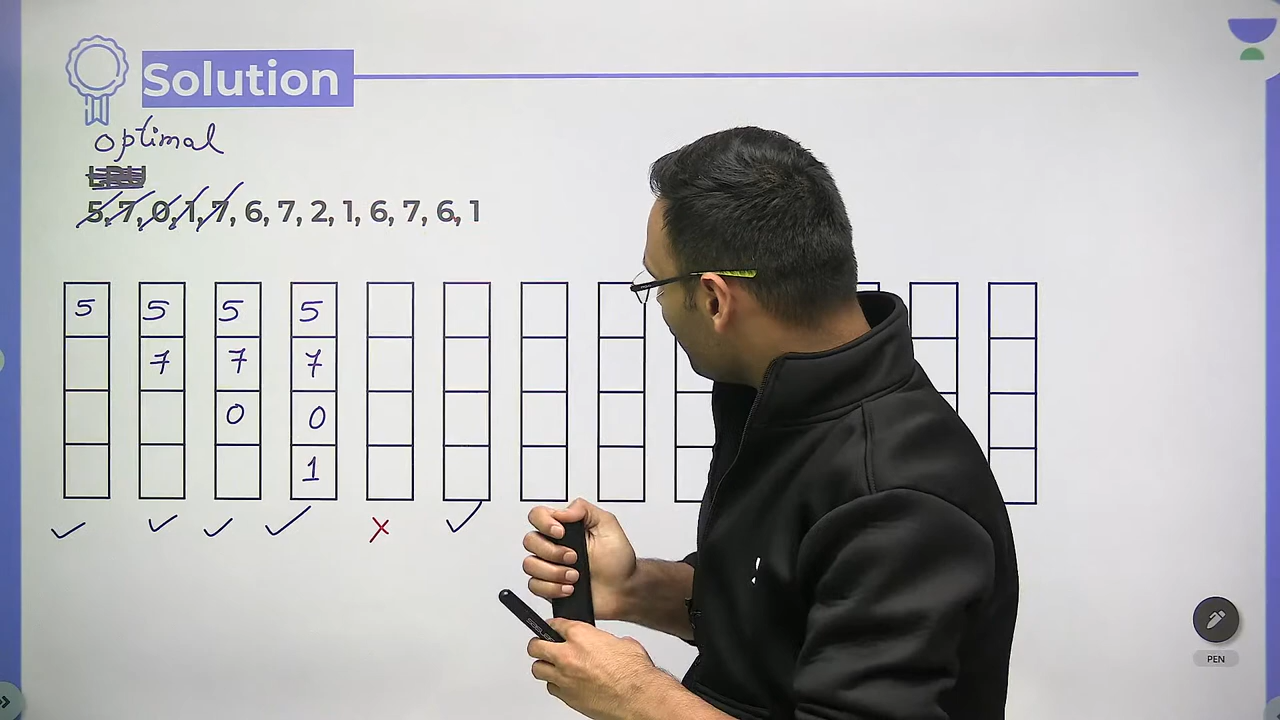 Solution
optimal
LRU
5, 7, 0, 1, 7, 6, 7, 2, 1, 6, 7, 6, 1
5 5 5 5
7 7 7
0 0
1
✓ ✓ ✓ ✓ ✗ ✓
PEN